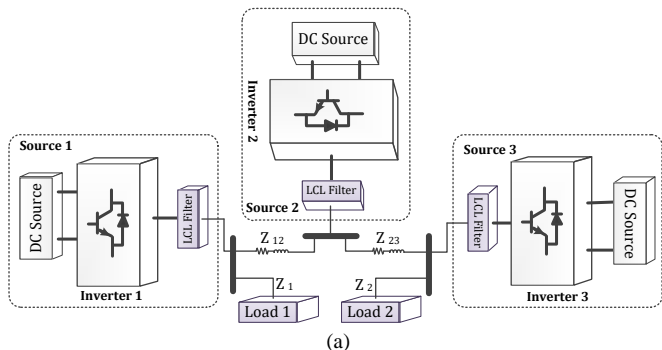 DC Source
Inverter 2
LCL Filter
Source 2
Source 1
DC Source
LCL Filter
Inverter 1
Source 3
LCL Filter
DC Source
Inverter 3
Z 12
Z 23
Z 1
Z 2
Load 1
Load 2
(a)